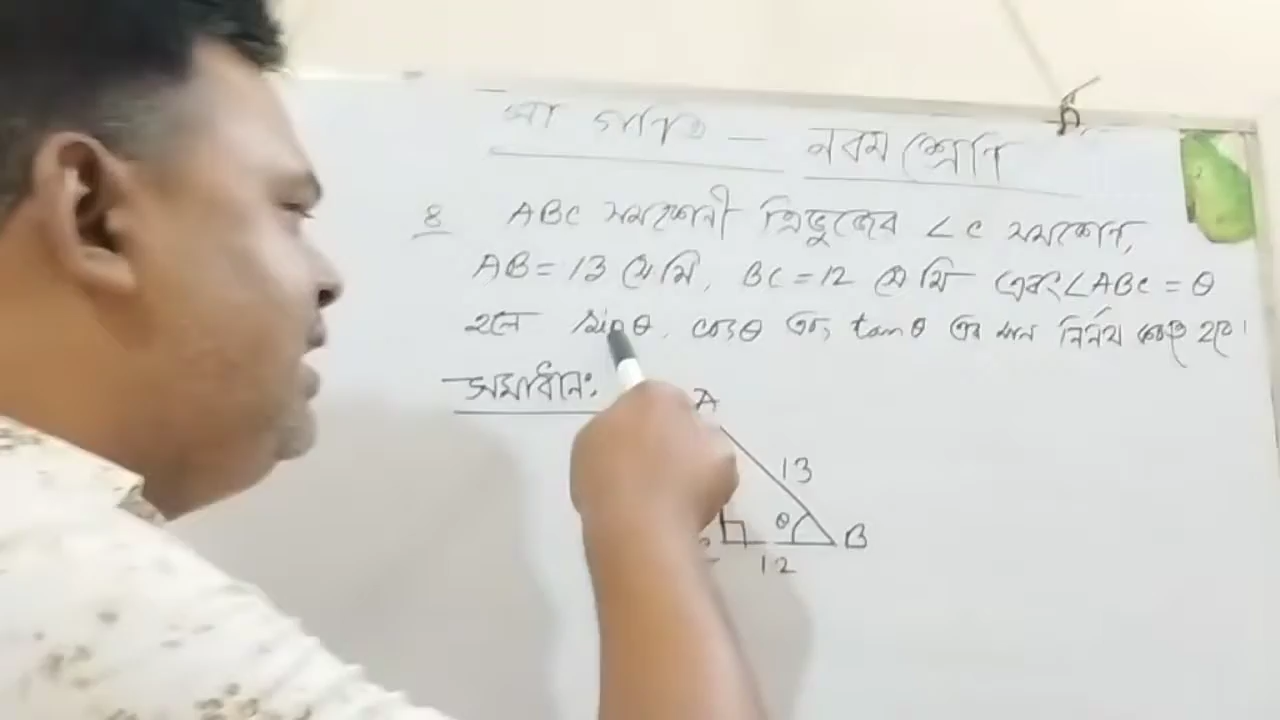 সা গণিত — নবম শ্রেণি
৪ ABC সমকোণী ত্রিভুজের ∠C সমকোণ,
AB = 13 সে মি, BC = 12 সে মি এবং ∠ABC = θ
হলে sinθ, cosθ এবং tanθ এর মান নির্ণয় করতে হবে।
সমাধান:
A
13
θ
B
12